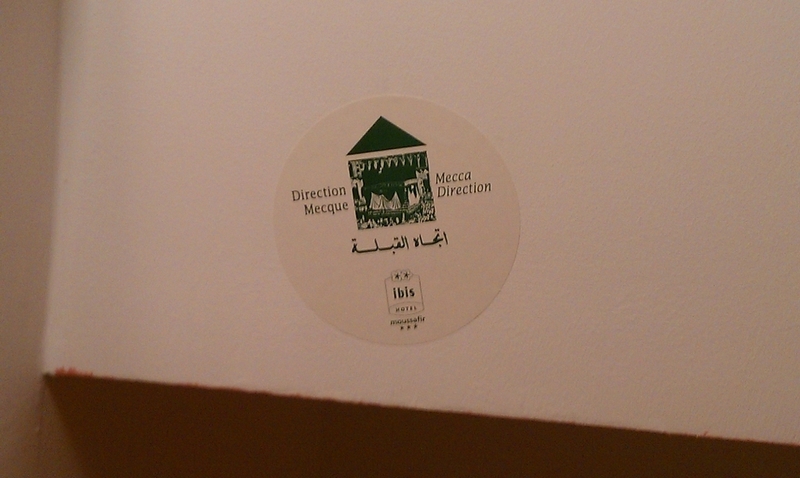 Direction
Mecque
Mecca
Direction
اتجاه القبلة
ibis
HOTEL
moussafir